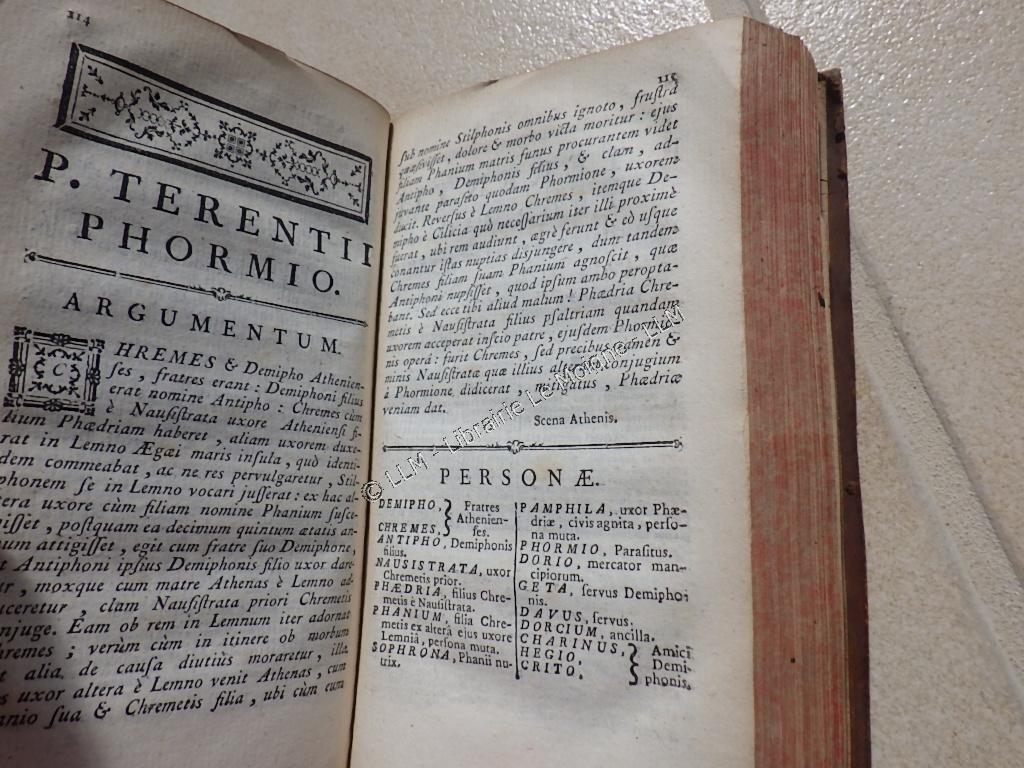 114
P. TERENTII
PHORMIO.
ARGUMENTUM.
CHREMES & Demipho Athenien-
ses, fratres erant: Demiphoni filius
erat nomine Antipho: Chremes cùm
è Nausistrata uxore Atheniensi fi-
lium Phædriam haberet, aliam uxorem duxe-
rat in Lemno Ægæi maris insula, quò identi-
dem commeabat, ac ne res pervulgaretur, Stil-
phonem se in Lemno vocari jusserat: ex hac al-
tera uxore cùm filiam nomine Phanium susce-
pisset, postquam ea decimum quintum ætatis an-
num attigisset, egit cum fratre suo Demiphone,
ut Antiphoni ipsius Demiphonis filio uxor dare-
tur, moxque cum matre Athenas è Lemno ad-
duceretur, clam Nausistrata priori Chremetis
conjuge. Eam ob rem in Lemnum iter adornat
Chremes; verùm cùm in itinere ob morbum
alia de causa diutiùs moraretur, illa
uxor altera è Lemno venit Athenas, cum
sua & Chremetis filia, ubi cùm eum
115
sub nomine Stilphonis omnibus ignoto, frustra
quæsivisset, dolore & morbo victa moritur: ejus
filiam Phanium matris funus procurantem videt
Antipho, Demiphonis filius, & clam, ad-
juvante parasito quodam Phormione, uxorem
ducit. Reversus è Lemno Chremes, itemque De-
mipho è Cilicia quò necessarium iter illi proximè
fuerat, ubi rem audiunt, ægrè ferunt & eò usque
conantur istas nuptias disjungere, dum tandem
Chremes filiam suam Phanium agnoscit, quæ
Antiphoni nupsisset, quod ipsum ambo peropta-
bant. Sed ecce tibi aliud malum! Phædria Chre-
metis è Nausistrata filius psaltriam quandam
uxorem acceperat inscio patre, ejusdem Phormio-
nis operâ: furit Chremes, sed precibus tamen &
minis Nausistratæ quæ illius alterum conjugium
à Phormione didicerat, mitigatus, Phædriæ
veniam dat.
Scena Athenis.
PERSONÆ.
DEMIPHO, } Fratres
CHREMES, } Athenien-
ses.
ANTIPHO, Demiphonis
filius.
NAUSISTRATA, uxor
Chremetis prior.
PHÆDRIA, filius Chre-
metis è Nausistrata.
PHANIUM, filia Chre-
metis ex alterâ ejus uxore
Lemniâ, persona muta.
SOPHRONA, Phanii nu-
trix.
PAMPHILA, uxor Phæ-
driæ, civis agnita, perso-
na muta.
PHORMIO, Parasitus.
DORIO, mercator man-
cipiorum.
GETA, servus Demipho-
nis.
DAVUS, servus.
DORCIUM, ancilla.
CHARINUS, } Amici
HEGIO, } Demi-
CRITO, } phonis.
© LLM - Librairie Le Moigne - LLM